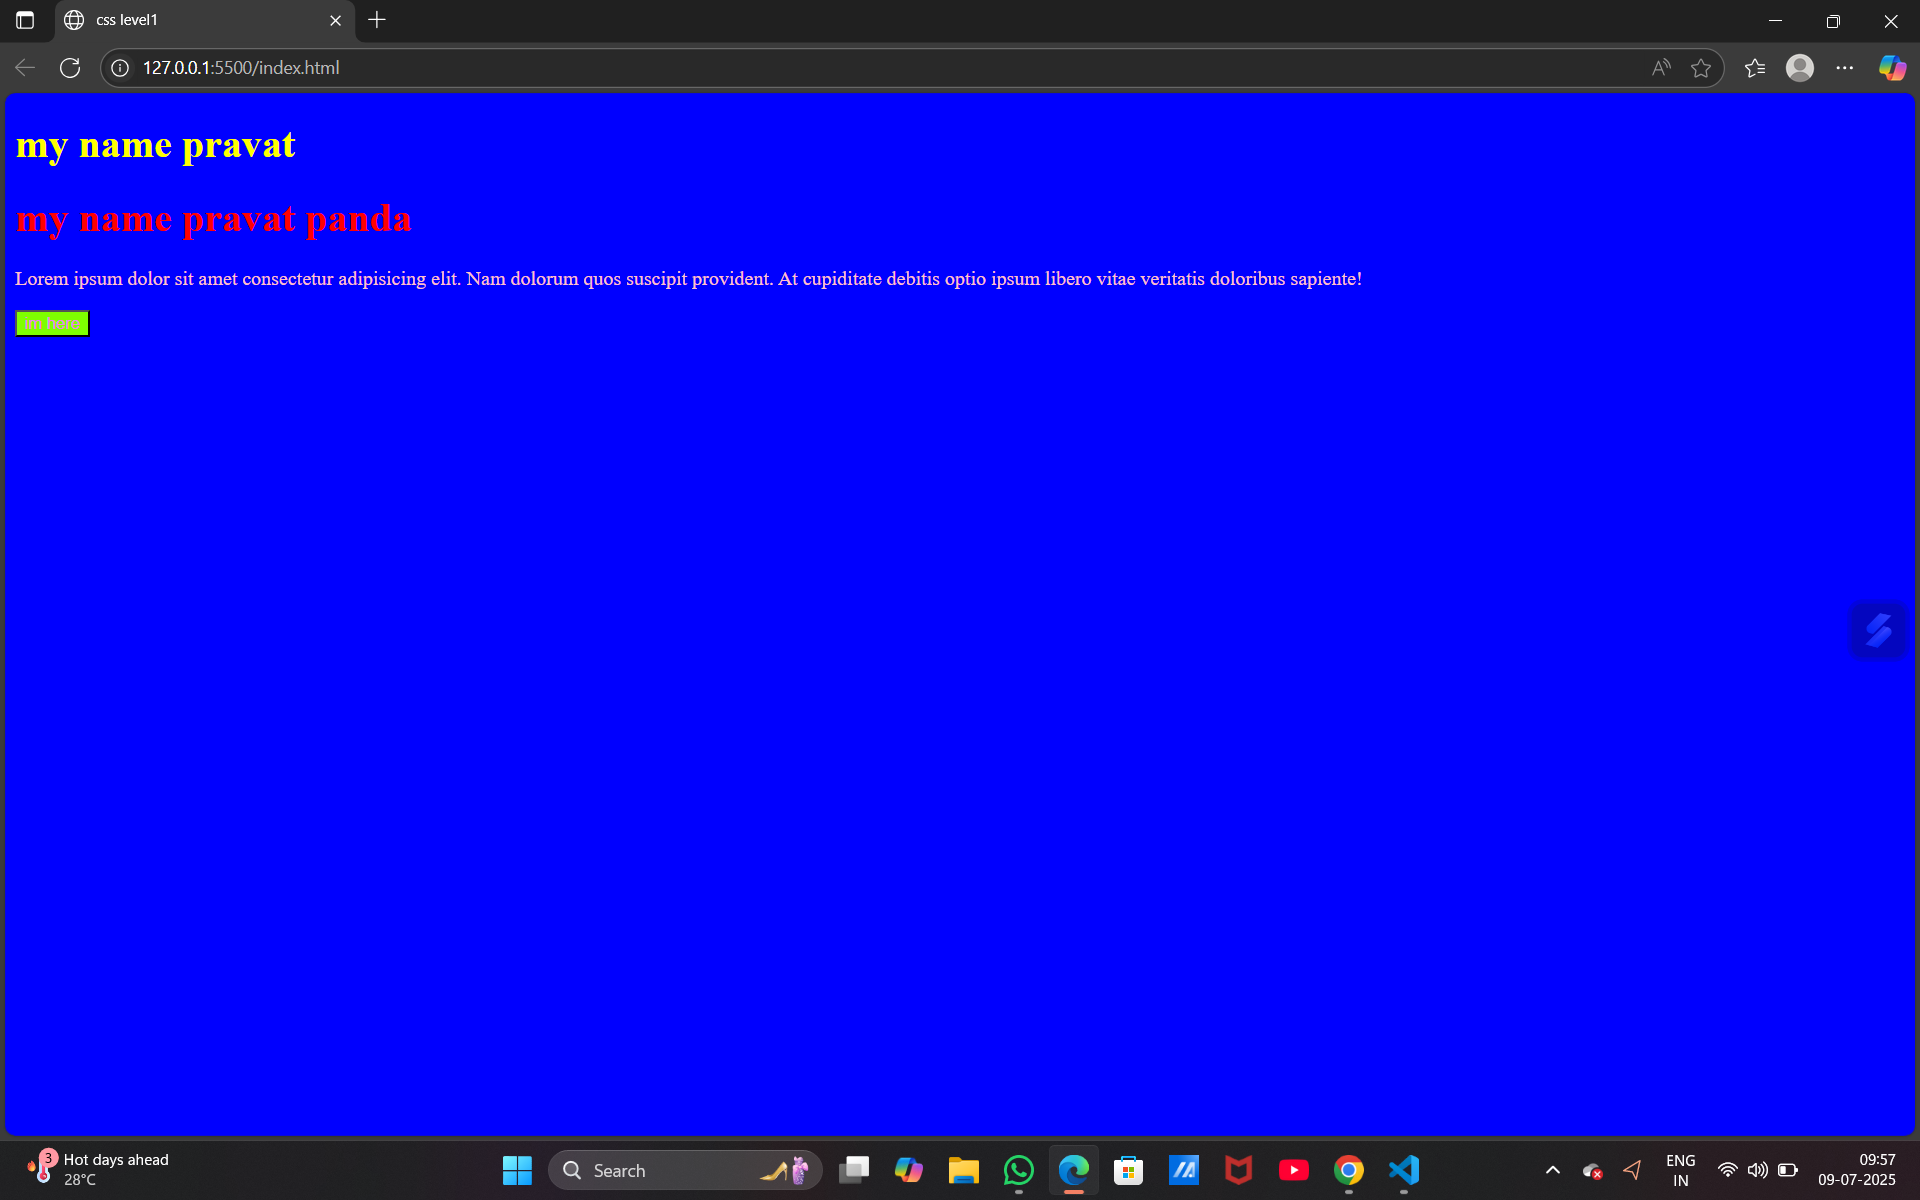 css level1
127.0.0.1:5500/index.html
my name pravat
my name pravat panda
Lorem ipsum dolor sit amet consectetur adipisicing elit. Nam dolorum quos suscipit provident. At cupiditate debitis optio ipsum libero vitae veritatis doloribus sapiente!
im here
3
Hot days ahead
28°C
Search
ENG
IN
09:57
09-07-2025